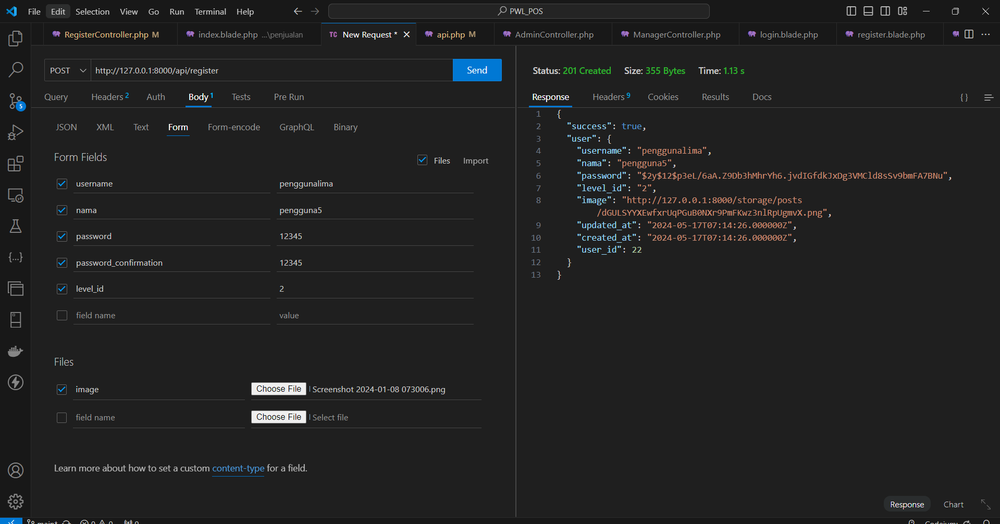 File Edit Selection View Go Run Terminal Help
PWL_POS
RegisterController.php M
index.blade.php ...\penjualan
TC New Request *
api.php M
AdminController.php
ManagerController.php
login.blade.php
register.blade.php
POST
http://127.0.0.1:8000/api/register
Send
Query Headers 2 Auth Body 1 Tests Pre Run
JSON XML Text Form Form-encode GraphQL Binary
Form Fields
Files Import
username penggunalima
nama pengguna5
password 12345
password_confirmation 12345
level_id 2
field name value
Files
image Choose File Screenshot 2024-01-08 073006.png
field name Choose File Select file
Learn more about how to set a custom content-type for a field.
5
Status: 201 Created Size: 355 Bytes Time: 1.13 s
Response Headers 9 Cookies Results Docs
{}
1 {
2 "success": true,
3 "user": {
4 "username": "penggunalima",
5 "nama": "pengguna5",
6 "password": "$2y$12$p3eL/6aA.Z9Db3hMhrYh6.jvdIGfdkJxDg3VMCld8sSv9bmFA7BNu",
7 "level_id": "2",
8 "image": "http://127.0.0.1:8000/storage/posts
/dGULSYYXEwfxrUqPGuB0NXr9PmFKwz3nlRpUgmvX.png",
9 "updated_at": "2024-05-17T07:14:26.000000Z",
10 "created_at": "2024-05-17T07:14:26.000000Z",
11 "user_id": 22
12 }
13 }
Response Chart
main* 0 0 0
Codeium: